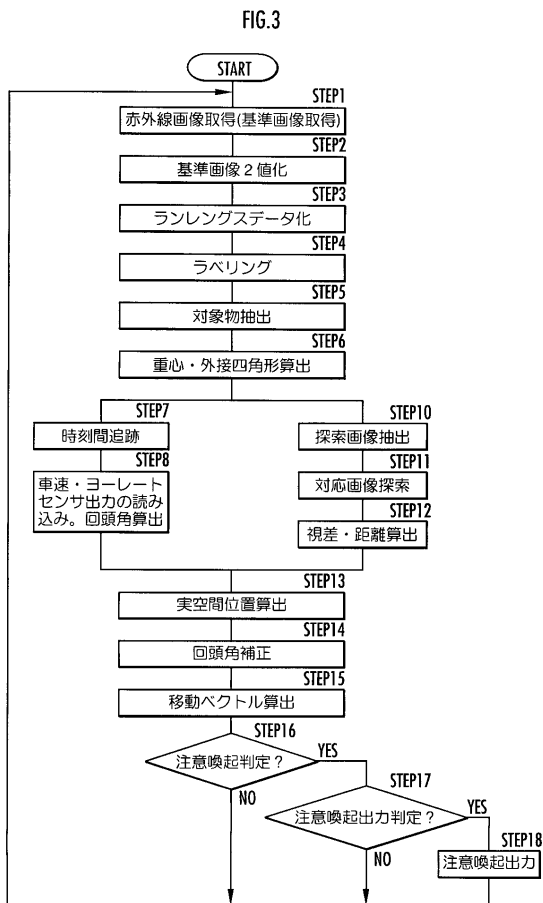 FIG.3
START
STEP1
赤外線画像取得(基準画像取得)
STEP2
基準画像２値化
STEP3
ランレングスデータ化
STEP4
ラベリング
STEP5
対象物抽出
STEP6
重心・外接四角形算出
STEP7
時刻間追跡
STEP8
車速・ヨーレート
センサ出力の読み
込み。回頭角算出
STEP10
探索画像抽出
STEP11
対応画像探索
STEP12
視差・距離算出
STEP13
実空間位置算出
STEP14
回頭角補正
STEP15
移動ベクトル算出
STEP16
注意喚起判定？
YES
NO
STEP17
注意喚起出力判定？
YES
NO
STEP18
注意喚起出力